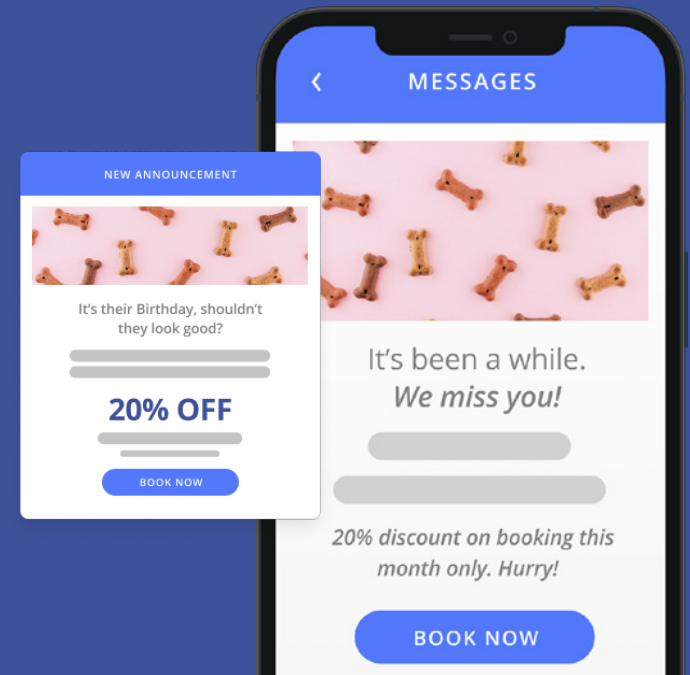 NEW ANNOUNCEMENT
It's their Birthday, shouldn't
they look good?
20% OFF
BOOK NOW
MESSAGES
It's been a while.
We miss you!
20% discount on booking this
month only. Hurry!
BOOK NOW